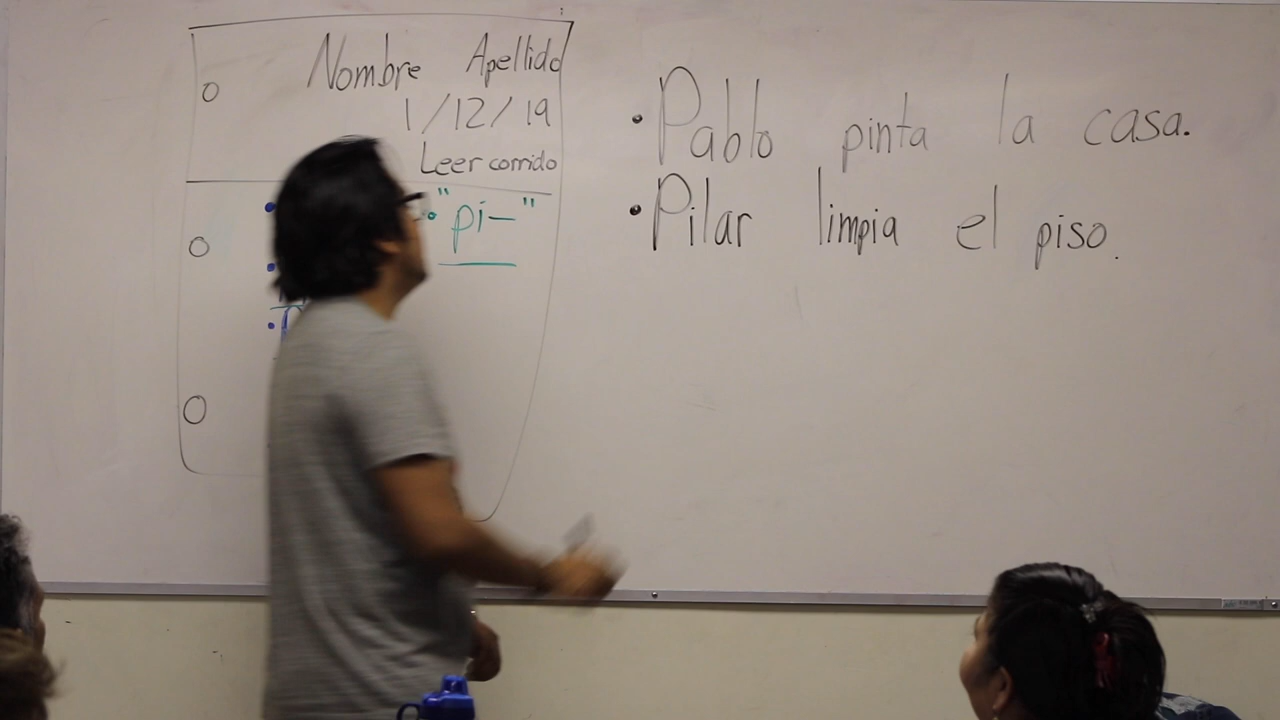 Nombre Apellido
1/12/19
Leer corrido
"pi-"
• Pablo pinta la casa.
• Pilar limpia el piso.